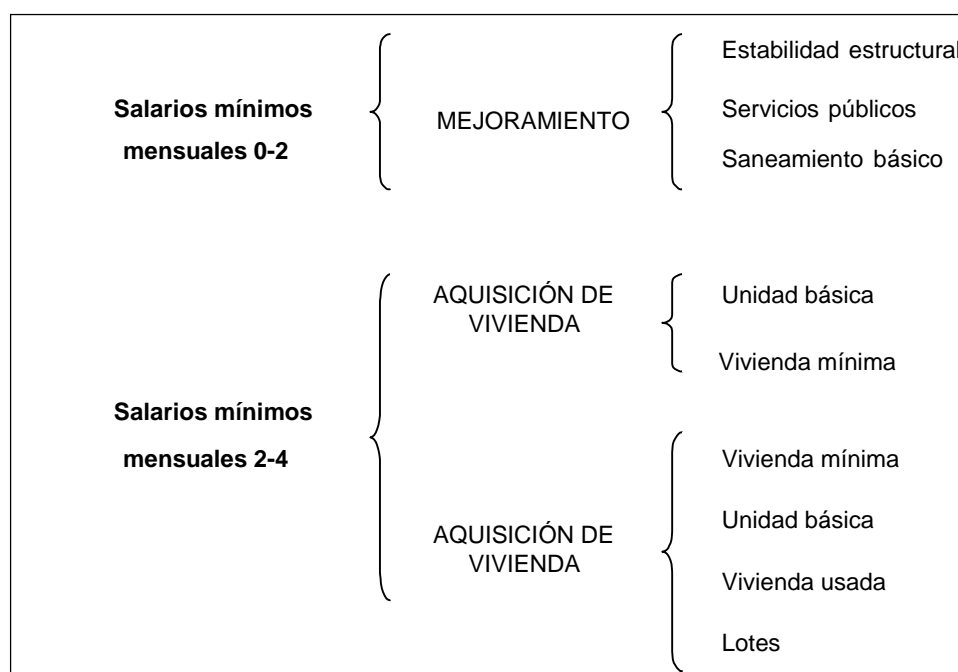 Salarios mínimos
mensuales 0-2
MEJORAMIENTO
Estabilidad estructural
Servicios públicos
Saneamiento básico
Salarios mínimos
mensuales 2-4
AQUISICIÓN DE
VIVIENDA
Unidad básica
Vivienda mínima
AQUISICIÓN DE
VIVIENDA
Vivienda mínima
Unidad básica
Vivienda usada
Lotes